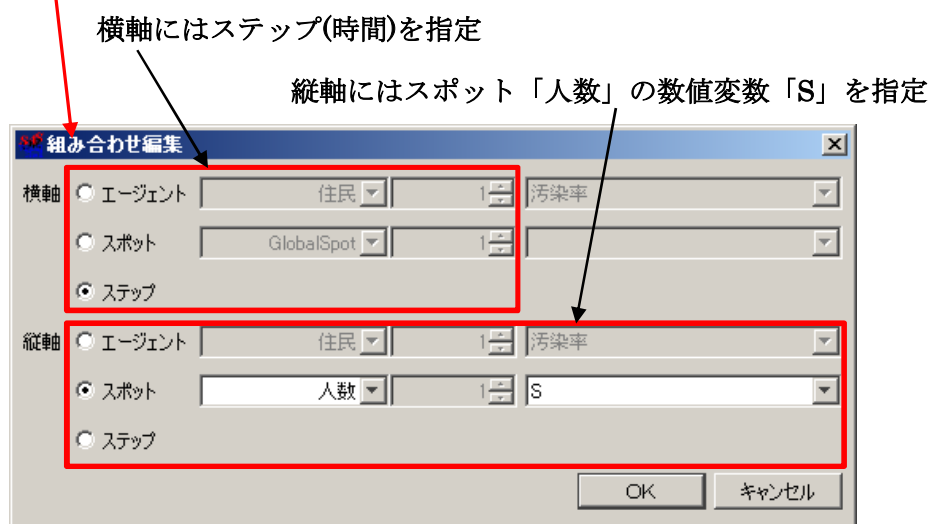 横軸にはステップ(時間)を指定
縦軸にはスポット「人数」の数値変数「S」を指定
組み合わせ編集
横軸 エージェント 住民 1 汚染率
スポット GlobalSpot 1
ステップ
縦軸 エージェント 住民 1 汚染率
スポット 人数 1 S
ステップ
OK キャンセル